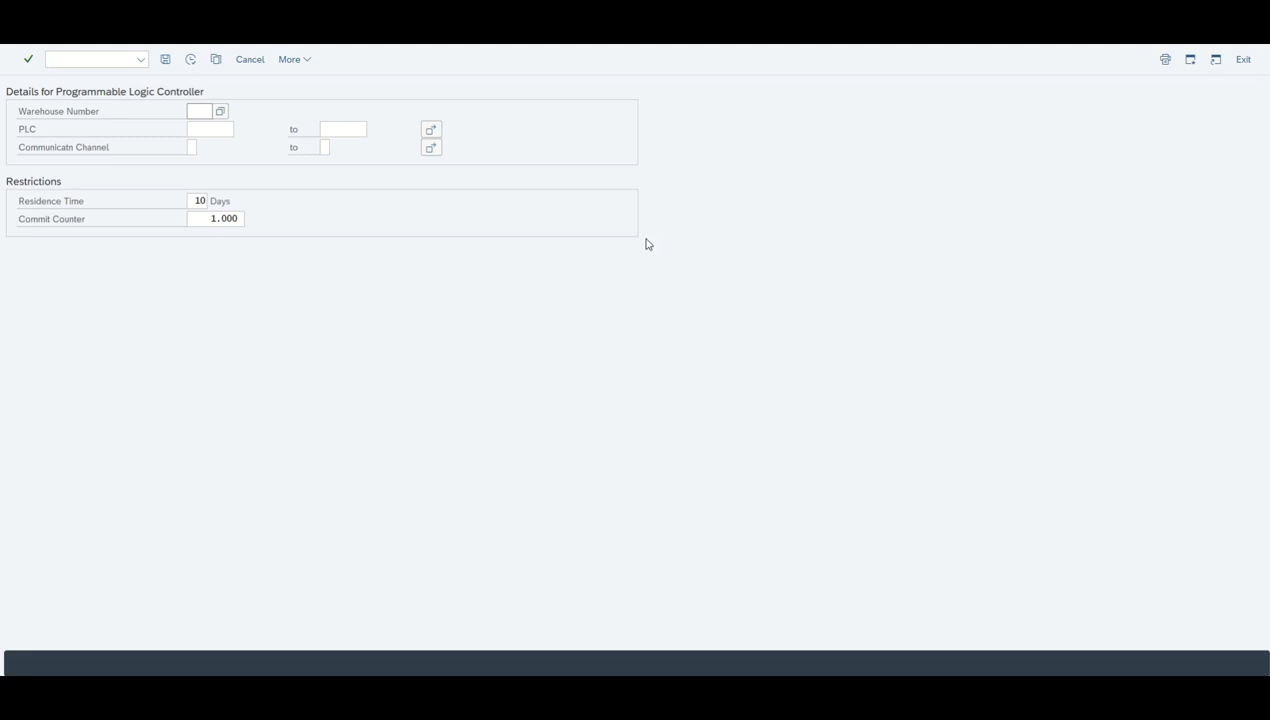 Cancel More Exit
Details for Programmable Logic Controller
Warehouse Number
PLC to
Communicatn Channel to
Restrictions
Residence Time 10 Days
Commit Counter 1.000